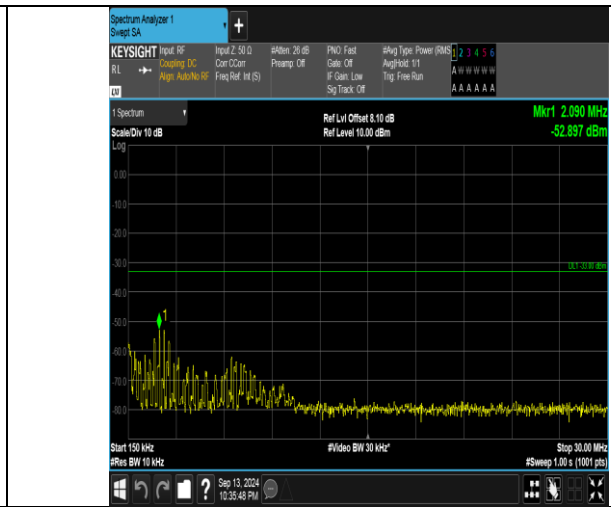 Spectrum Analyzer 1
Swept SA
+
KEYSIGHT Input: RF Input Z: 50 Ω #Atten: 26 dB PNO: Fast #Avg Type: Power (RMS 1 2 3 4 5 6
RL Coupling: DC Corr CCorr Preamp: Off Gate: Off Avg|Hold: 1/1 A W W W W W
Align: Auto/No RF Freq Ref: Int (S) IF Gain: Low Trig: Free Run A A A A A A
Sig Track: Off
1 Spectrum Ref Lvl Offset 8.10 dB Mkr1 2.090 MHz
Scale/Div 10 dB Ref Level 10.00 dBm -52.897 dBm
Log
0.00
-10.0
-20.0
-30.0
DL1 -33.00 dBm
-50.0
1
-60.0
-70.0
-80.0
Start 150 kHz #Video BW 30 kHz* Stop 30.00 MHz
#Res BW 10 kHz #Sweep 1.00 s (1001 pts)
? Sep 13, 2024
10:35:48 PM